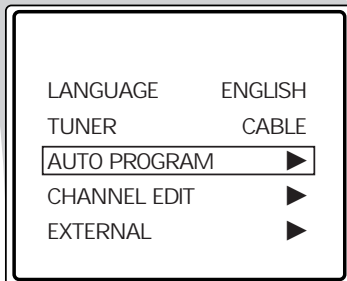 LANGUAGE ENGLISH
TUNER CABLE
AUTO PROGRAM ▶
CHANNEL EDIT ▶
EXTERNAL ▶